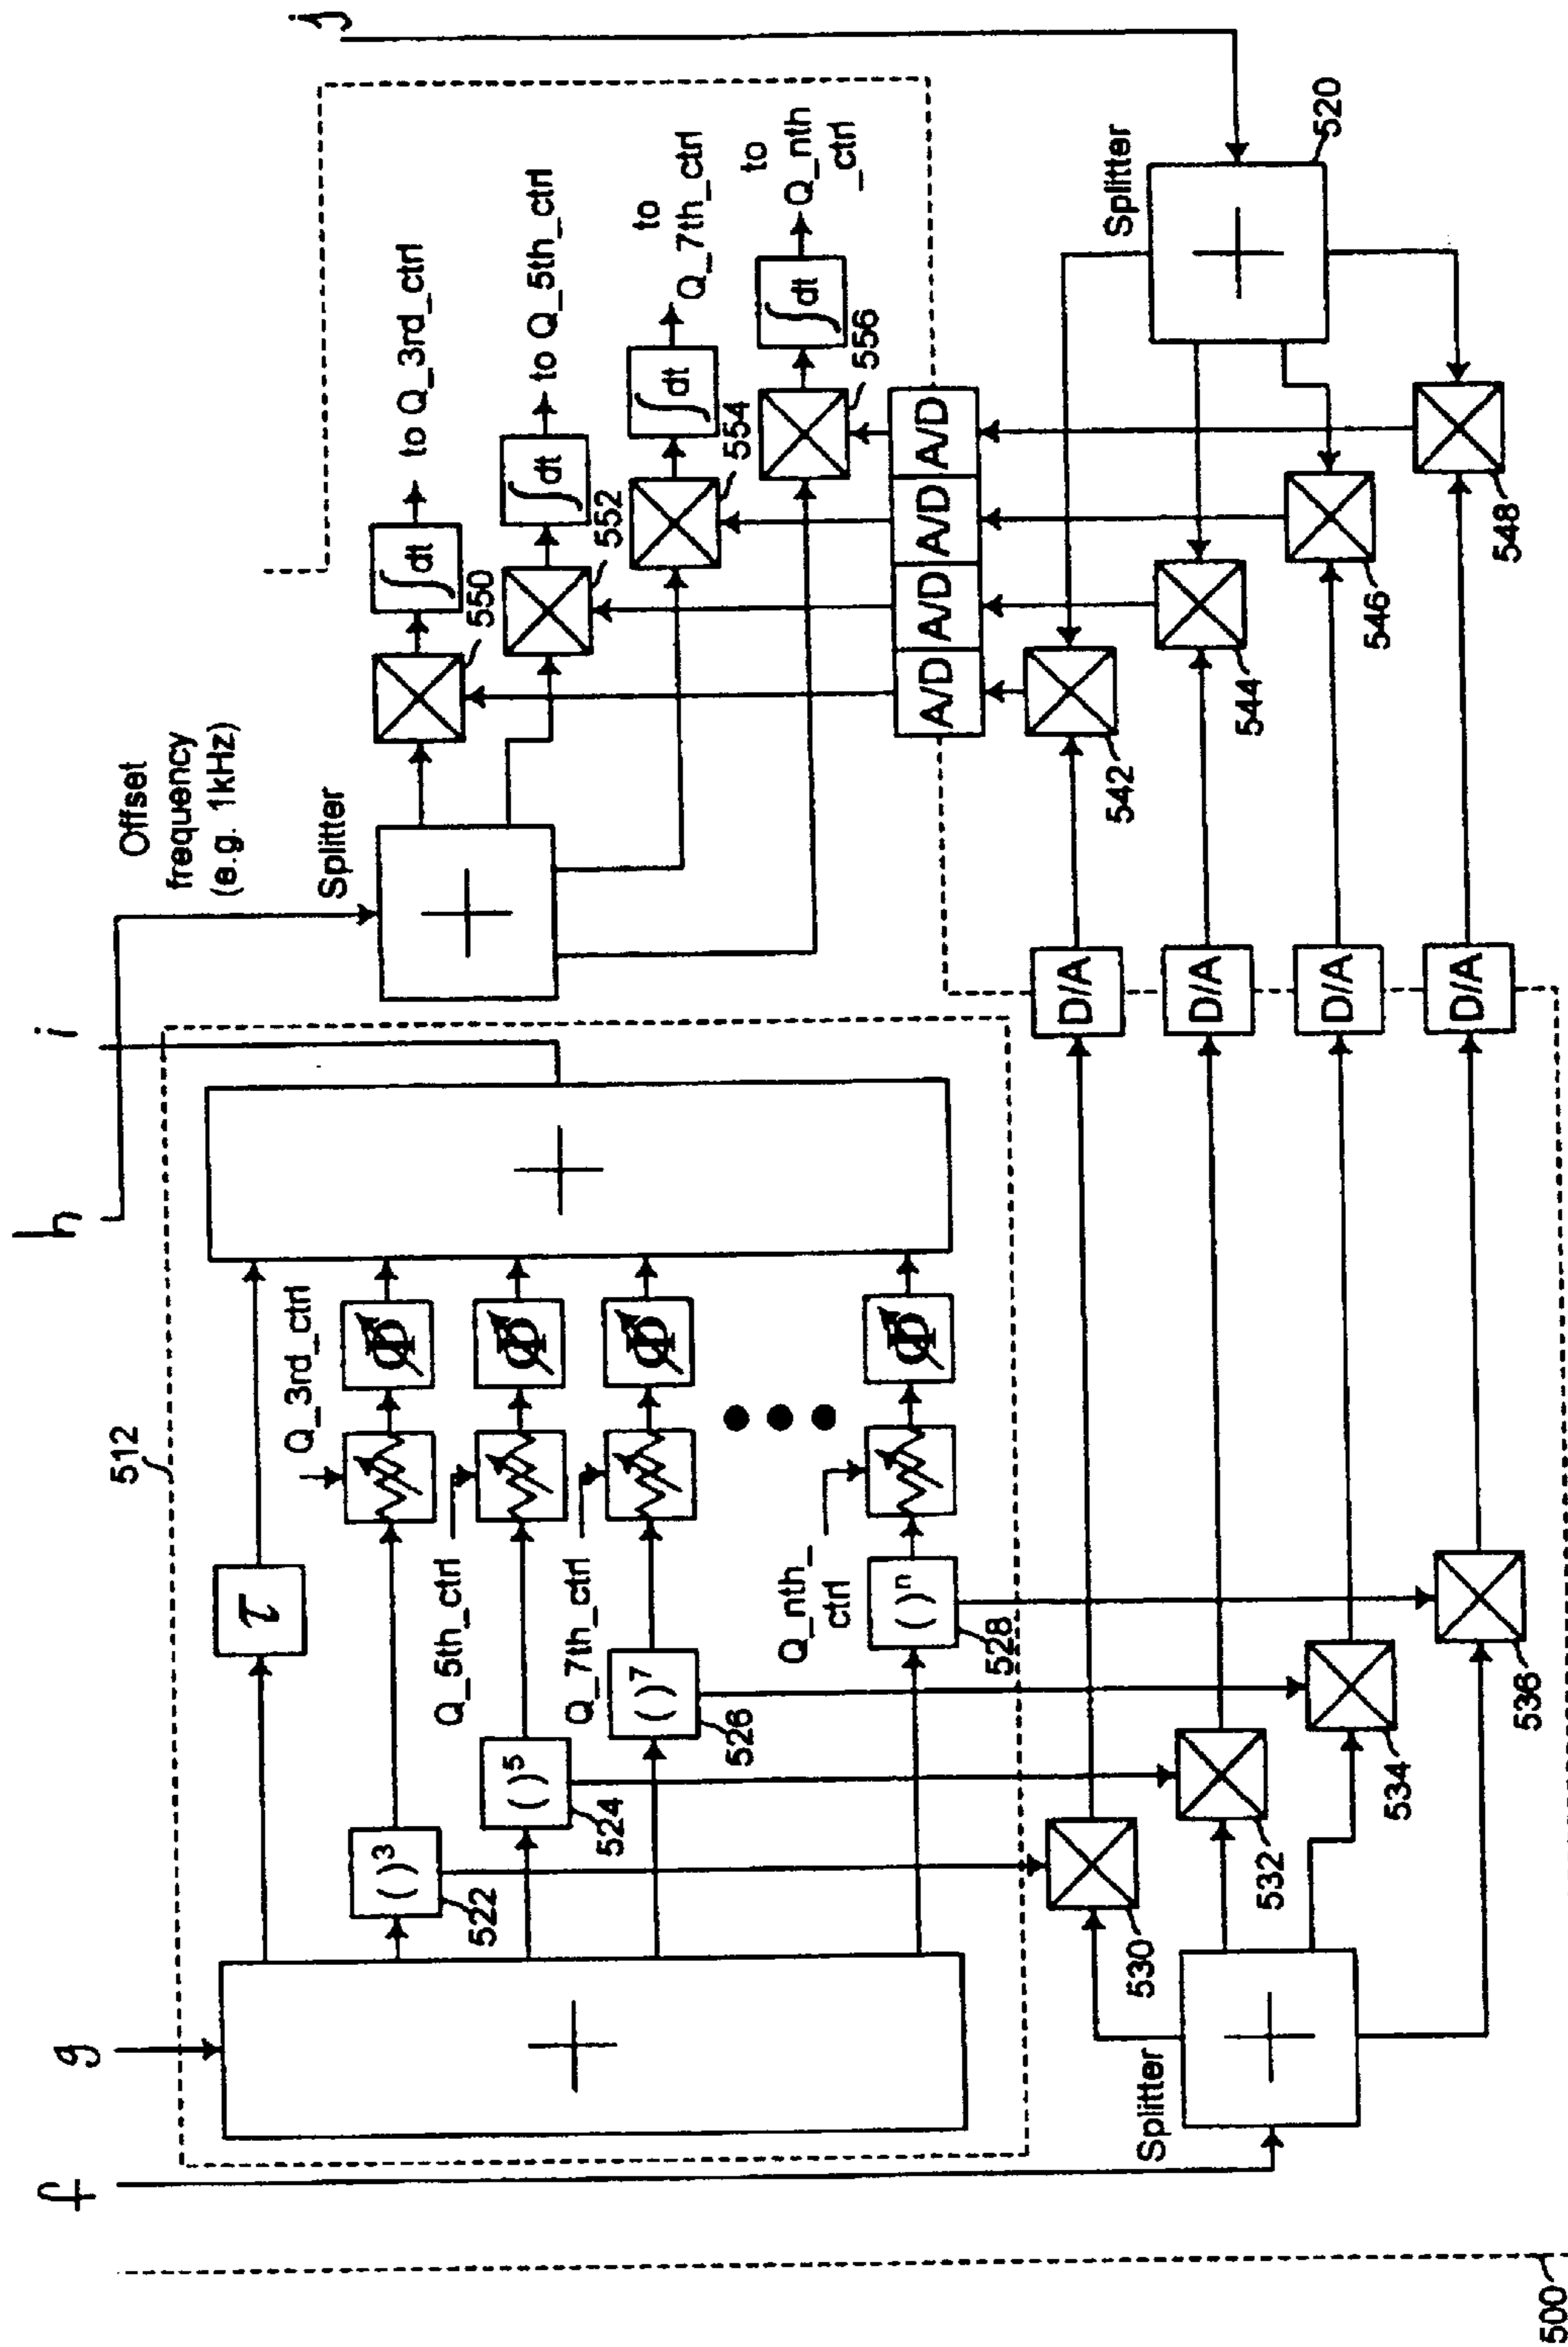 f
g
h
i
j
512
Offset
frequency
(e.g. 1kHz)
Splitter
τ
( )³
522
( )⁵
524
( )⁷
526
( )ⁿ
528
Q_3rd_ctrl
Q_5th_ctrl
Q_7th_ctrl
Q_nth_
ctrl
Φ
Φ
Φ
Φ
∫dt
to Q_3rd_ctrl
550
∫dt
to Q_5th_ctrl
552
∫dt
to
Q_7th_ctrl
554
∫dt
to
Q_nth
_ctrl
556
A/D
A/D
A/D
A/D
D/A
D/A
D/A
D/A
Splitter
530
532
534
536
542
544
546
548
Splitter
520
500